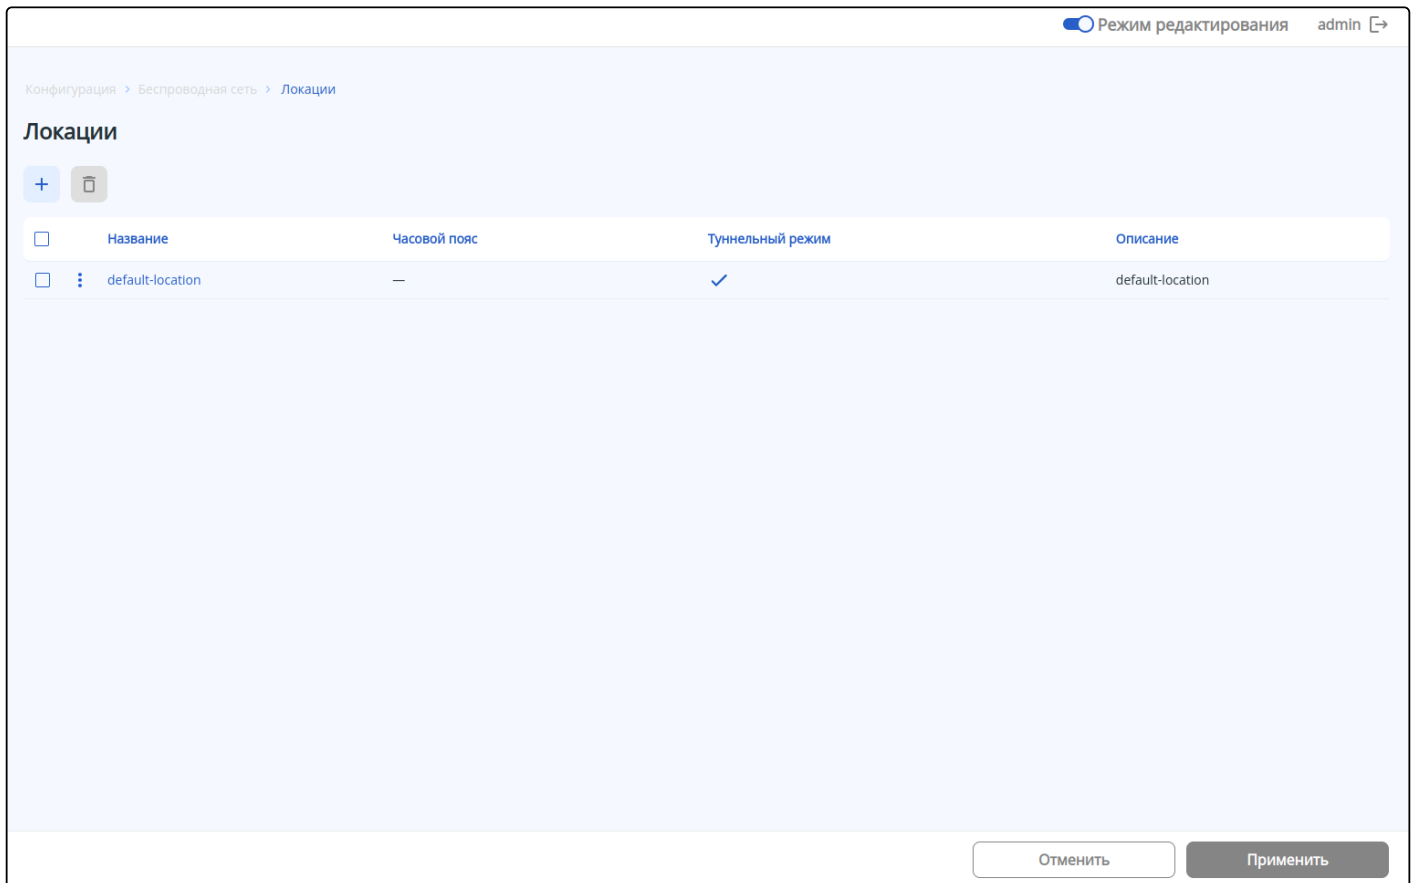 Режим редактирования admin
Конфигурация > Беспроводная сеть > Локации
Локации
Название Часовой пояс Туннельный режим Описание
default-location — default-location
Отменить Применить